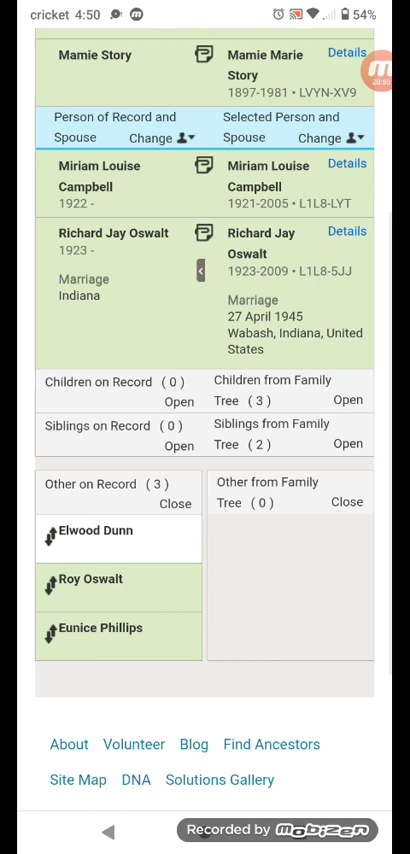 cricket 4:50
54%
Mamie Story
Mamie Marie Story
1897-1981 • LVYN-XV9
Details
20:50
Person of Record and Spouse
Change
Selected Person and Spouse
Change
Miriam Louise Campbell
1922 -
Miriam Louise Campbell
1921-2005 • L1L8-LYT
Details
Richard Jay Oswalt
1923 -
Marriage
Indiana
Richard Jay Oswalt
1923-2009 • L1L8-5JJ
Details
Marriage
27 April 1945
Wabash, Indiana, United States
Children on Record ( 0 )
Open
Children from Family Tree ( 3 )
Open
Siblings on Record ( 0 )
Open
Siblings from Family Tree ( 2 )
Open
Other on Record ( 3 )
Close
Other from Family Tree ( 0 )
Close
Elwood Dunn
Roy Oswalt
Eunice Phillips
About Volunteer Blog Find Ancestors
Site Map DNA Solutions Gallery
Recorded by mobizen